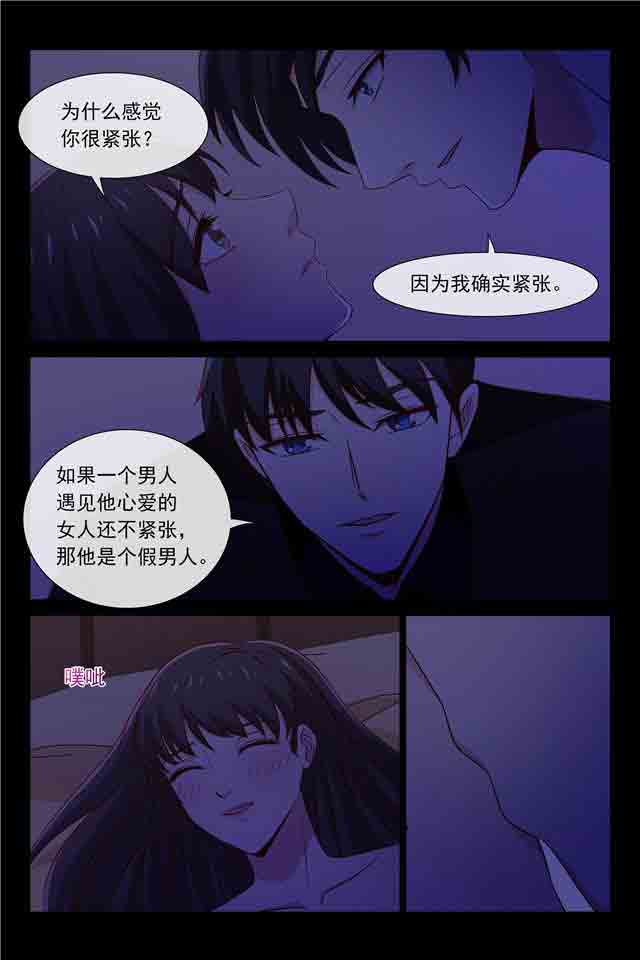 为什么感觉
你很紧张？
因为我确实紧张。
如果一个男人
遇见他心爱的
女人还不紧张，
那他是个假男人。
噗呲